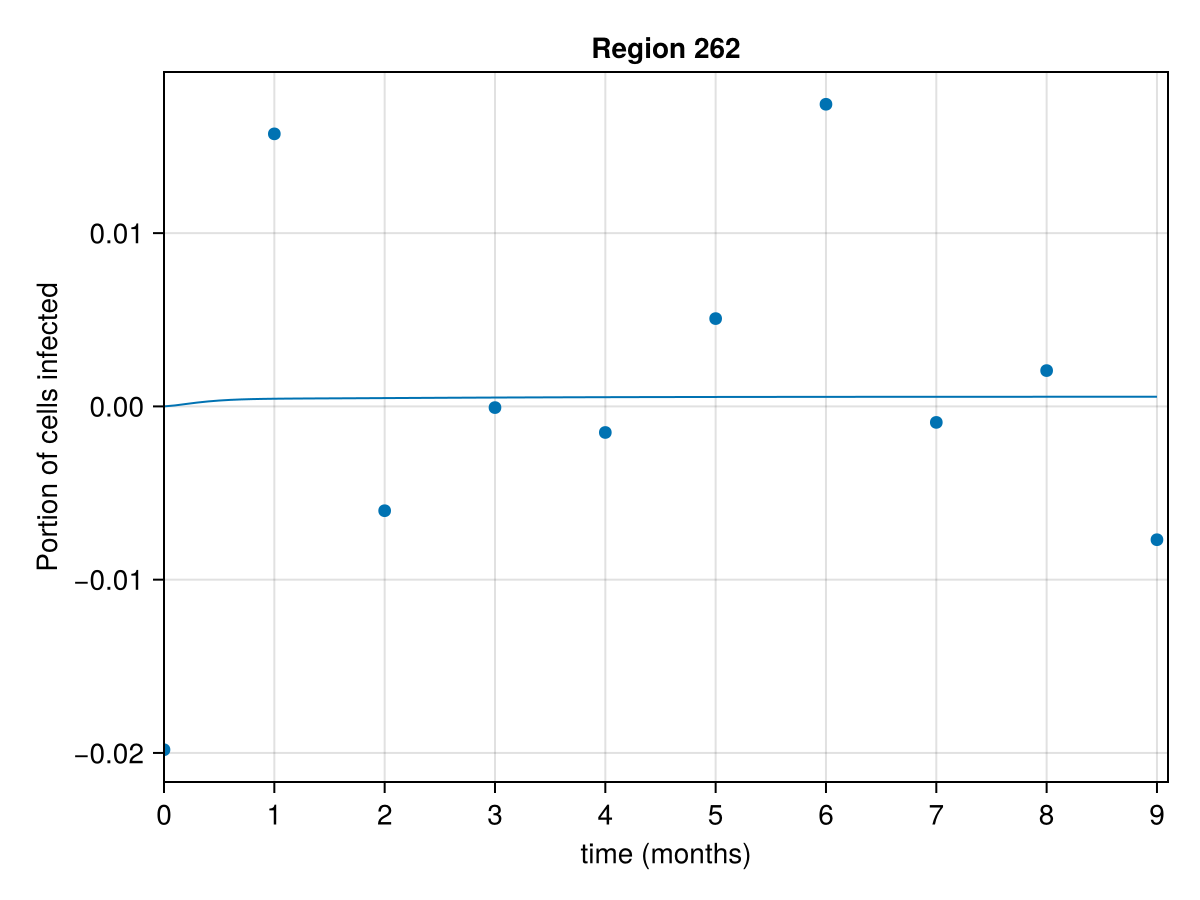 Region 262
Portion of cells infected
0.01
0.00
−0.01
−0.02
0 1 2 3 4 5 6 7 8 9
time (months)